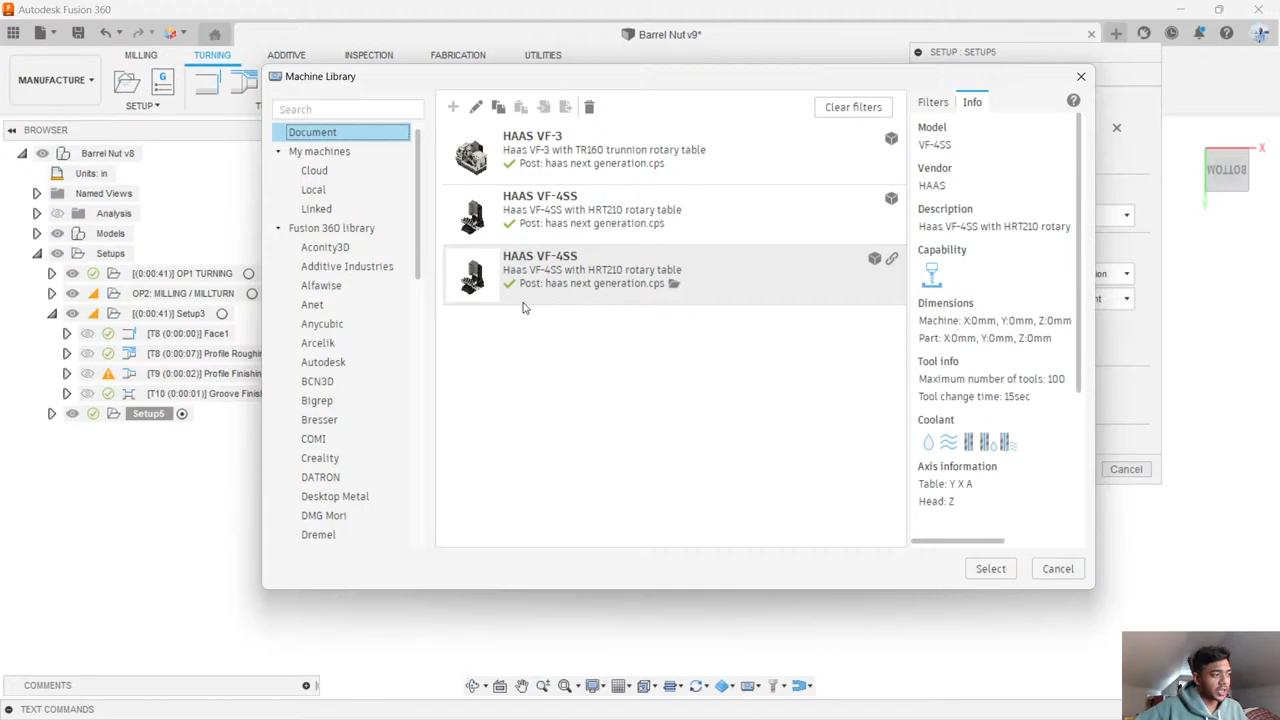 Autodesk Fusion 360
Barrel Nut v9*
MILLING
TURNING
ADDITIVE
INSPECTION
FABRICATION
UTILITIES
SETUP : SETUP5
MANUFACTURE
SETUP
BROWSER
Barrel Nut v8
Units: in
Named Views
Analysis
Models
Setups
[(0:00:41) OP1 TURNING
OP2: MILLING / MILLTURN
[(0:00:41) Setup3
[T8 (0:00:00) Face1
[T8 (0:00:07) Profile Roughin
[T9 (0:00:02) Profile Finishin
[T10 (0:00:01) Groove Finish
Setup5
Machine Library
Search
Document
My machines
Cloud
Local
Linked
Fusion 360 library
Aconity3D
Additive Industries
Alfawise
Anet
Anycubic
Arcelik
Autodesk
BCN3D
Bigrep
Bresser
COMI
Creality
DATRON
Desktop Metal
DMG Mori
Dremel
Clear filters
HAAS VF-3
Haas VF-3 with TR160 trunnion rotary table
Post: haas next generation.cps
HAAS VF-4SS
Haas VF-4SS with HRT210 rotary table
Post: haas next generation.cps
HAAS VF-4SS
Haas VF-4SS with HRT210 rotary table
Post: haas next generation.cps
Filters
Info
Model
VF-4SS
Vendor
HAAS
Description
Haas VF-4SS with HRT210 rotary
Capability
Dimensions
Machine: X:0mm, Y:0mm, Z:0mm
Part: X:0mm, Y:0mm, Z:0mm
Tool info
Maximum number of tools: 100
Tool change time: 15sec
Coolant
Axis information
Table: Y X A
Head: Z
Select
Cancel
Cancel
X
BOTTOM
COMMENTS
TEXT COMMANDS